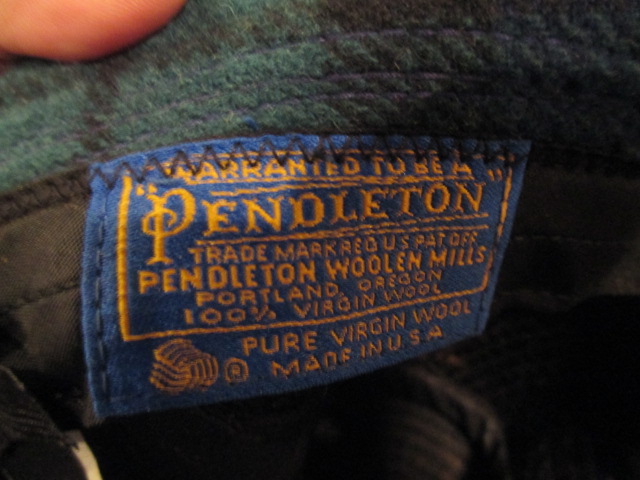 WARRANTED TO BE A
"PENDLETON"
TRADE MARK REG U.S. PAT OFF.
PENDLETON WOOLEN MILLS
PORTLAND, OREGON
100% VIRGIN WOOL
PURE VIRGIN WOOL
® MADE IN U.S.A